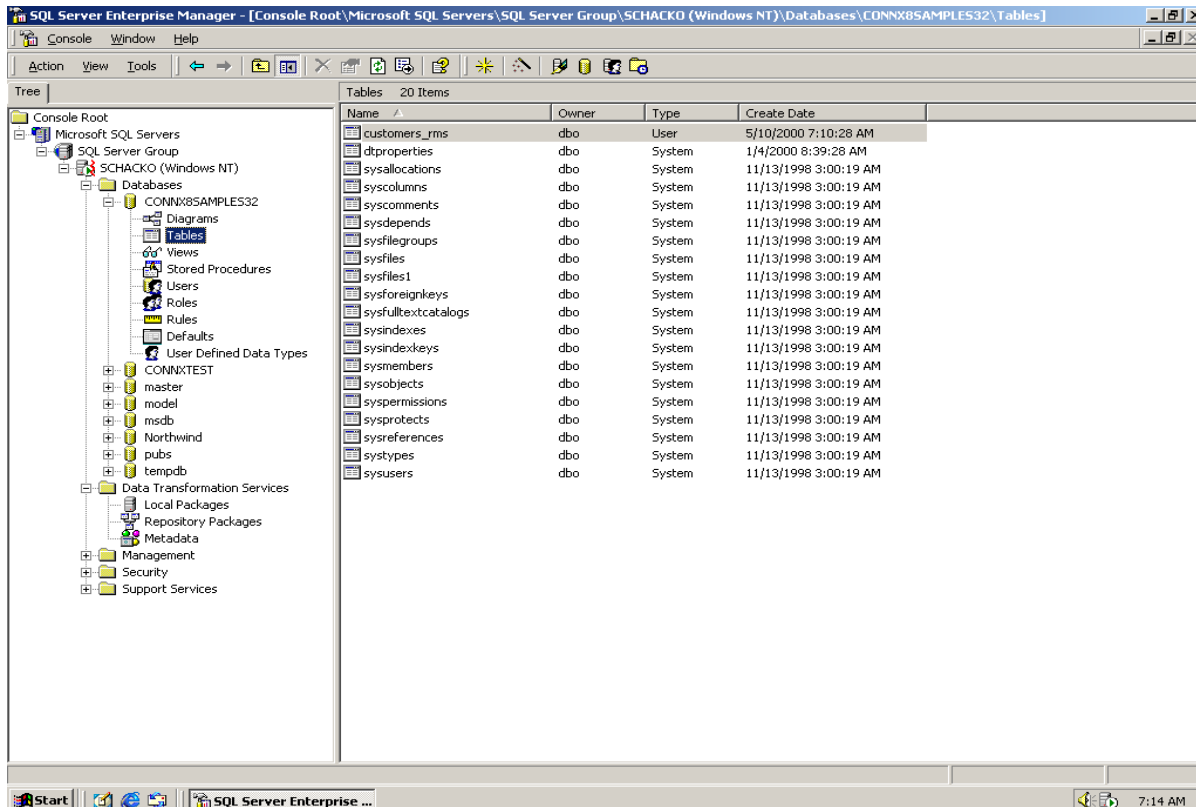 SQL Server Enterprise Manager - [Console Root\Microsoft SQL Servers\SQL Server Group\SCHACKO (Windows NT)\Databases\CONNX8SAMPLES32\Tables]
Console Window Help
Action View Tools
Tree
Console Root
Microsoft SQL Servers
SQL Server Group
SCHACKO (Windows NT)
Databases
CONNX8SAMPLES32
Diagrams
Tables
Views
Stored Procedures
Users
Roles
Rules
Defaults
User Defined Data Types
CONNXTEST
master
model
msdb
Northwind
pubs
tempdb
Data Transformation Services
Local Packages
Repository Packages
Metadata
Management
Security
Support Services
Tables 20 Items
Name Owner Type Create Date
customers_rms dbo User 5/10/2000 7:10:28 AM
dtproperties dbo System 1/4/2000 8:39:28 AM
sysallocations dbo System 11/13/1998 3:00:19 AM
syscolumns dbo System 11/13/1998 3:00:19 AM
syscomments dbo System 11/13/1998 3:00:19 AM
sysdepends dbo System 11/13/1998 3:00:19 AM
sysfilegroups dbo System 11/13/1998 3:00:19 AM
sysfiles dbo System 11/13/1998 3:00:19 AM
sysfiles1 dbo System 11/13/1998 3:00:19 AM
sysforeignkeys dbo System 11/13/1998 3:00:19 AM
sysfulltextcatalogs dbo System 11/13/1998 3:00:19 AM
sysindexes dbo System 11/13/1998 3:00:19 AM
sysindexkeys dbo System 11/13/1998 3:00:19 AM
sysmembers dbo System 11/13/1998 3:00:19 AM
sysobjects dbo System 11/13/1998 3:00:19 AM
syspermissions dbo System 11/13/1998 3:00:19 AM
sysprotects dbo System 11/13/1998 3:00:19 AM
sysreferences dbo System 11/13/1998 3:00:19 AM
systypes dbo System 11/13/1998 3:00:19 AM
sysusers dbo System 11/13/1998 3:00:19 AM
Start
SQL Server Enterprise ...
7:14 AM